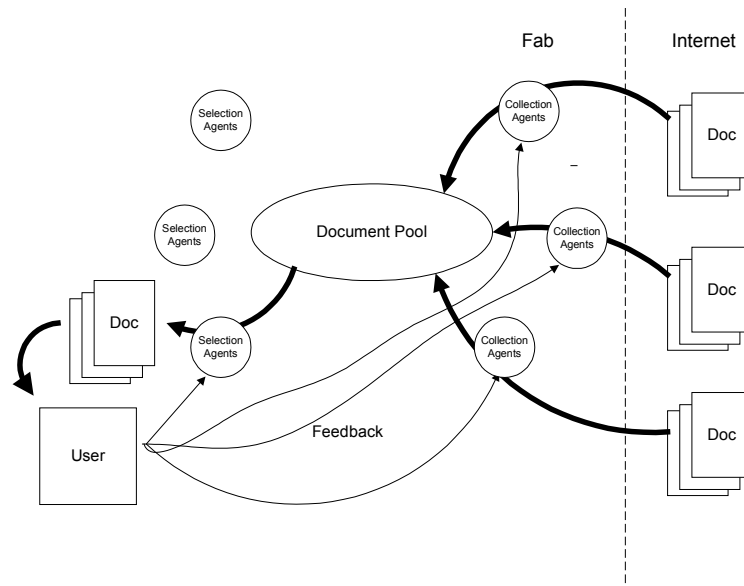 Fab
Internet
Selection
Agents
Collection
Agents
Doc
Selection
Agents
Document Pool
Collection
Agents
Doc
Doc
Selection
Agents
Collection
Agents
Doc
User
Feedback